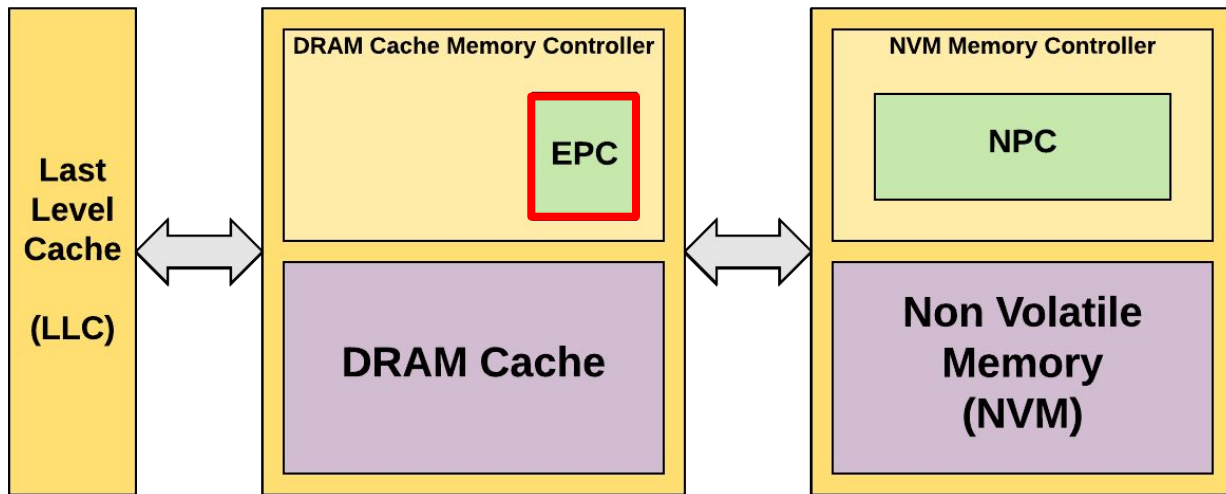 Last
Level
Cache
(LLC)
DRAM Cache Memory Controller
EPC
DRAM Cache
NVM Memory Controller
NPC
Non Volatile
Memory
(NVM)